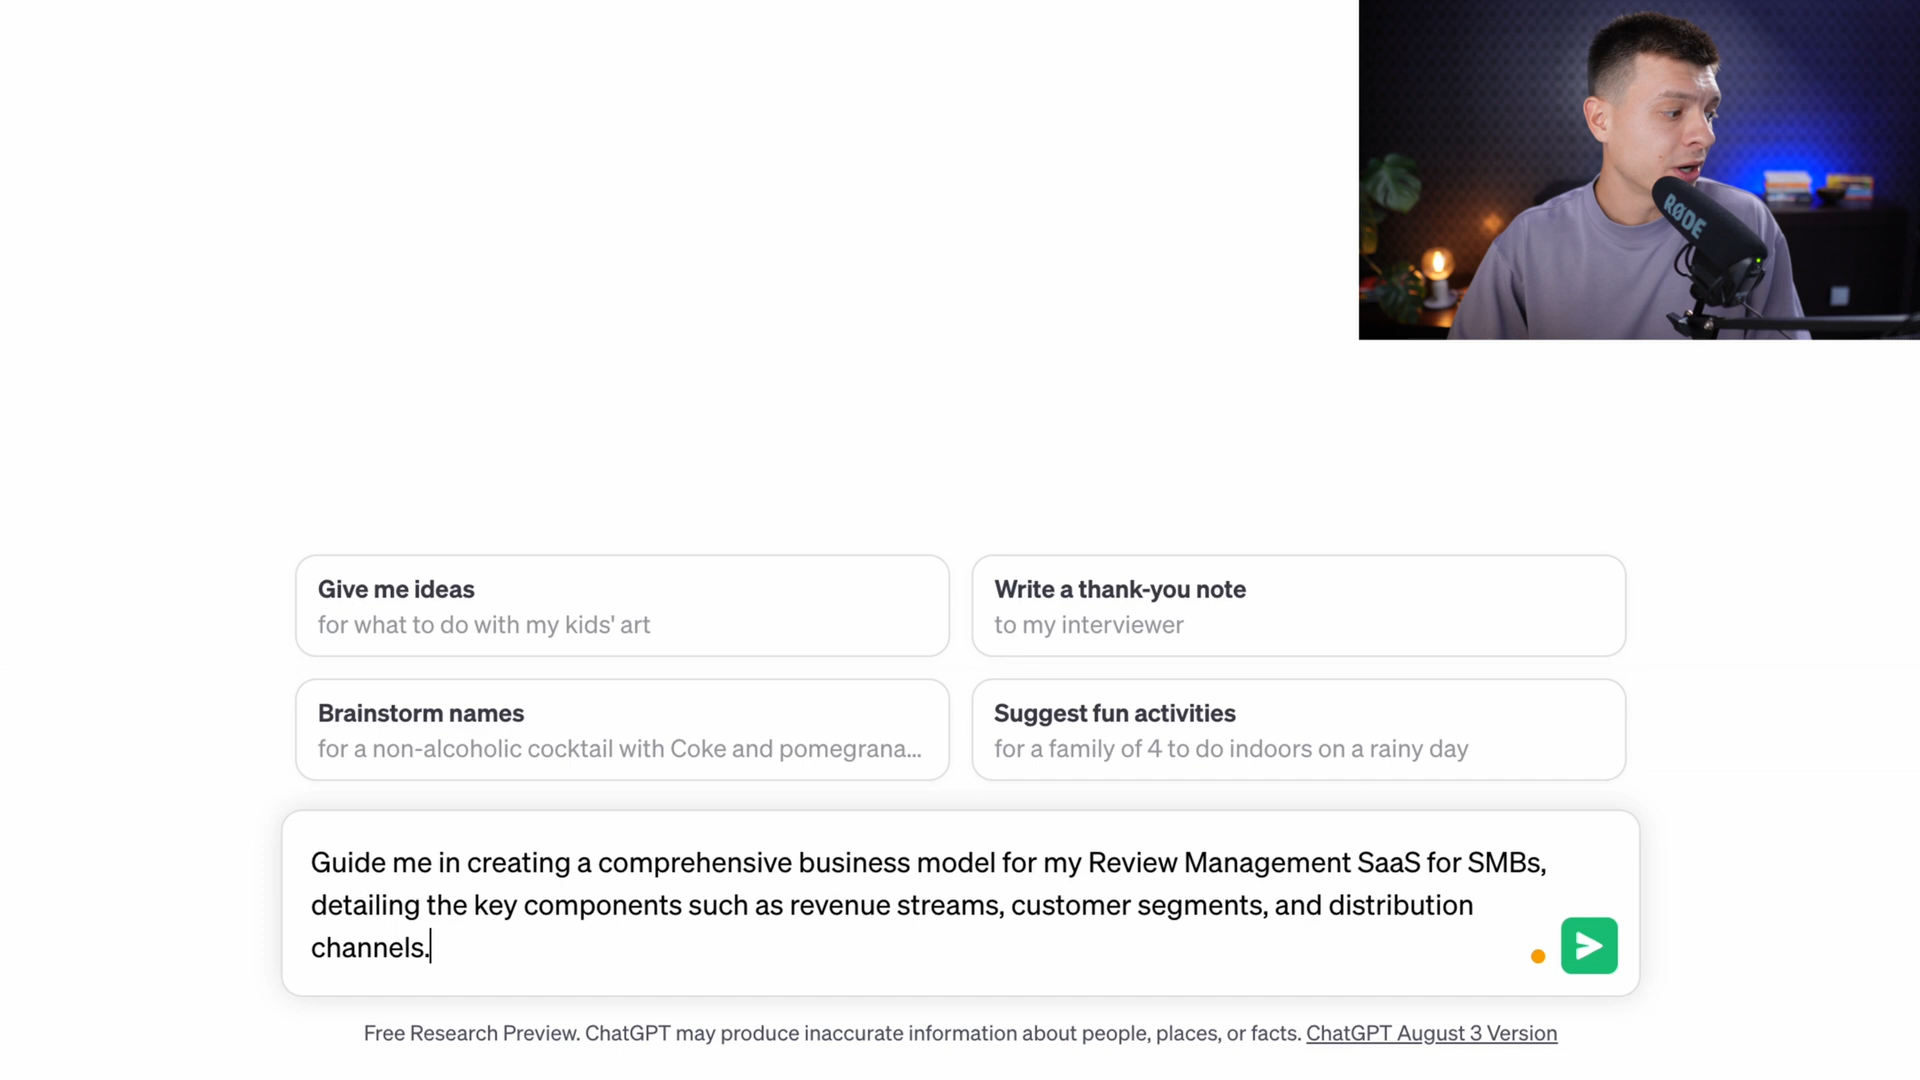 RØDE
Give me ideas
for what to do with my kids' art
Write a thank-you note
to my interviewer
Brainstorm names
for a non-alcoholic cocktail with Coke and pomegrana...
Suggest fun activities
for a family of 4 to do indoors on a rainy day
Guide me in creating a comprehensive business model for my Review Management SaaS for SMBs,
detailing the key components such as revenue streams, customer segments, and distribution
channels.
Free Research Preview. ChatGPT may produce inaccurate information about people, places, or facts. ChatGPT August 3 Version